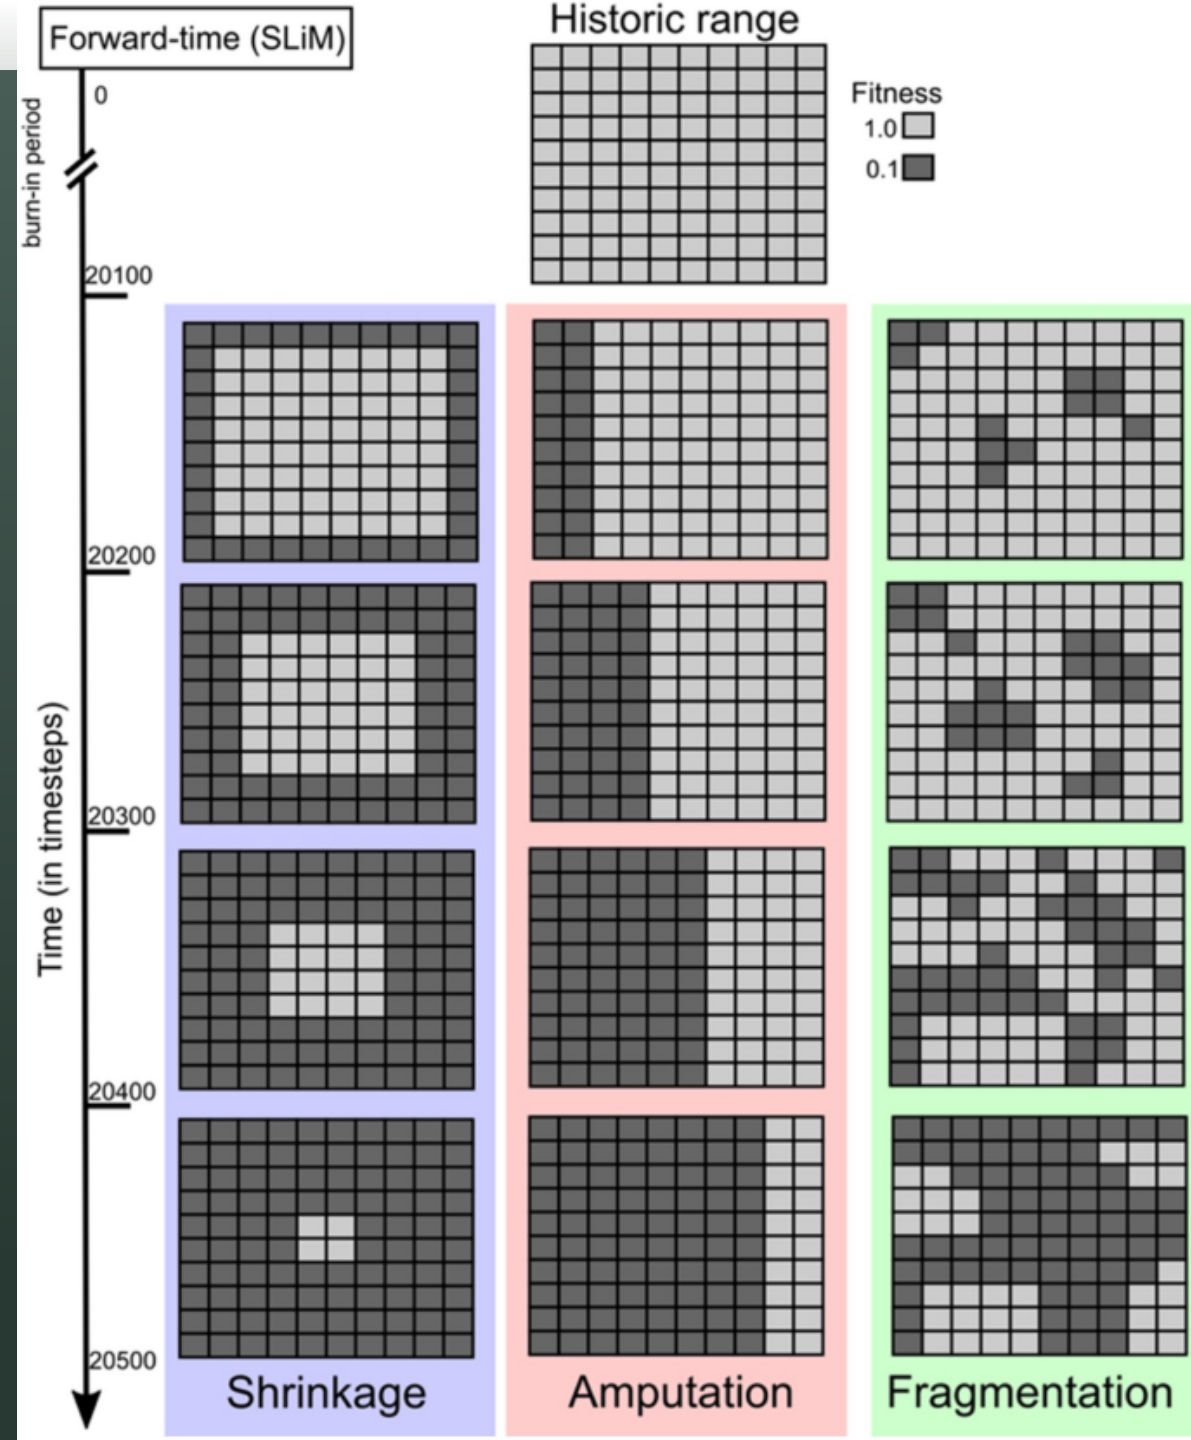 Forward-time (SLiM)
Historic range
0
burn-in period
Fitness
1.0
0.1
20100
20200
20300
20400
20500
Time (in timesteps)
Shrinkage
Amputation
Fragmentation